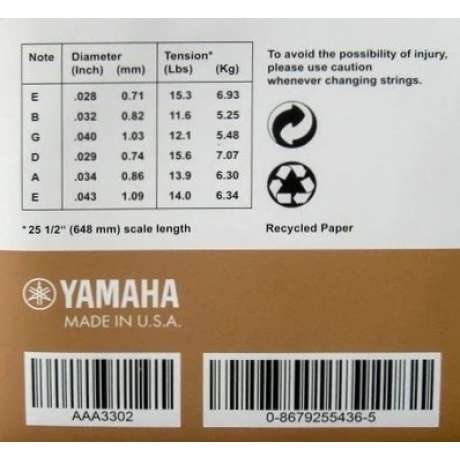 Note Diameter Tension*
(Inch) (mm) (Lbs) (Kg)
E .028 0.71 15.3 6.93
B .032 0.82 11.6 5.25
G .040 1.03 12.1 5.48
D .029 0.74 15.6 7.07
A .034 0.86 13.9 6.30
E .043 1.09 14.0 6.34
*25 1/2“ (648 mm) scale length
To avoid the possibility of injury,
please use caution
whenever changing strings.
Recycled Paper
YAMAHA
MADE IN U.S.A.
AAA3302
0-8679255436-5